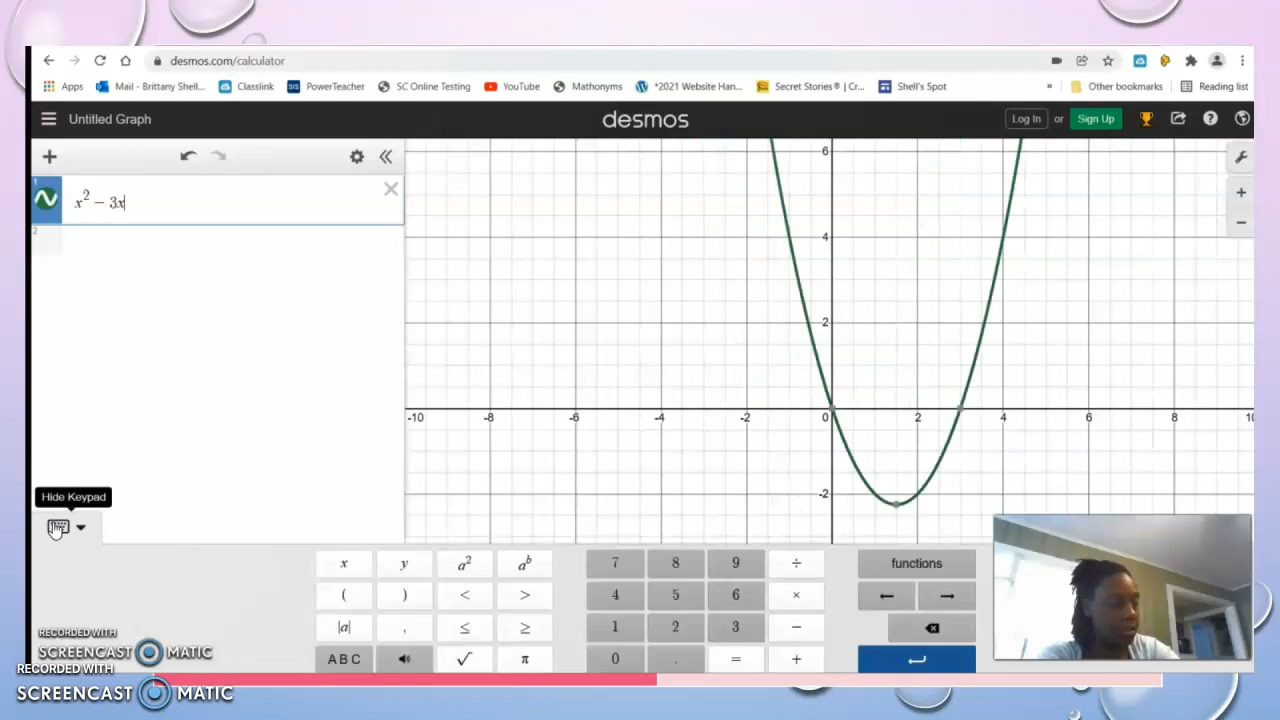 desmos.com/calculator
Apps Mail - Brittany Shell... Classlink SIS PowerTeacher SC Online Testing YouTube Mathonyms *2021 Website Han... Secret Stories® | Cr... Shell's Spot » Other bookmarks Reading list
Untitled Graph desmos Log In or Sign Up
1
x² − 3x
2
6
4
2
-10 -8 -6 -4 -2 0 2 4 6 8 10
-2
Hide Keypad
x y a² aᵇ 7 8 9 ÷ functions
( ) < > 4 5 6 × ← →
|a| , ≤ ≥ 1 2 3 −
A B C √ π 0 . = +
RECORDED WITH
SCREENCAST MATIC
RECORDED WITH
SCREENCAST MATIC